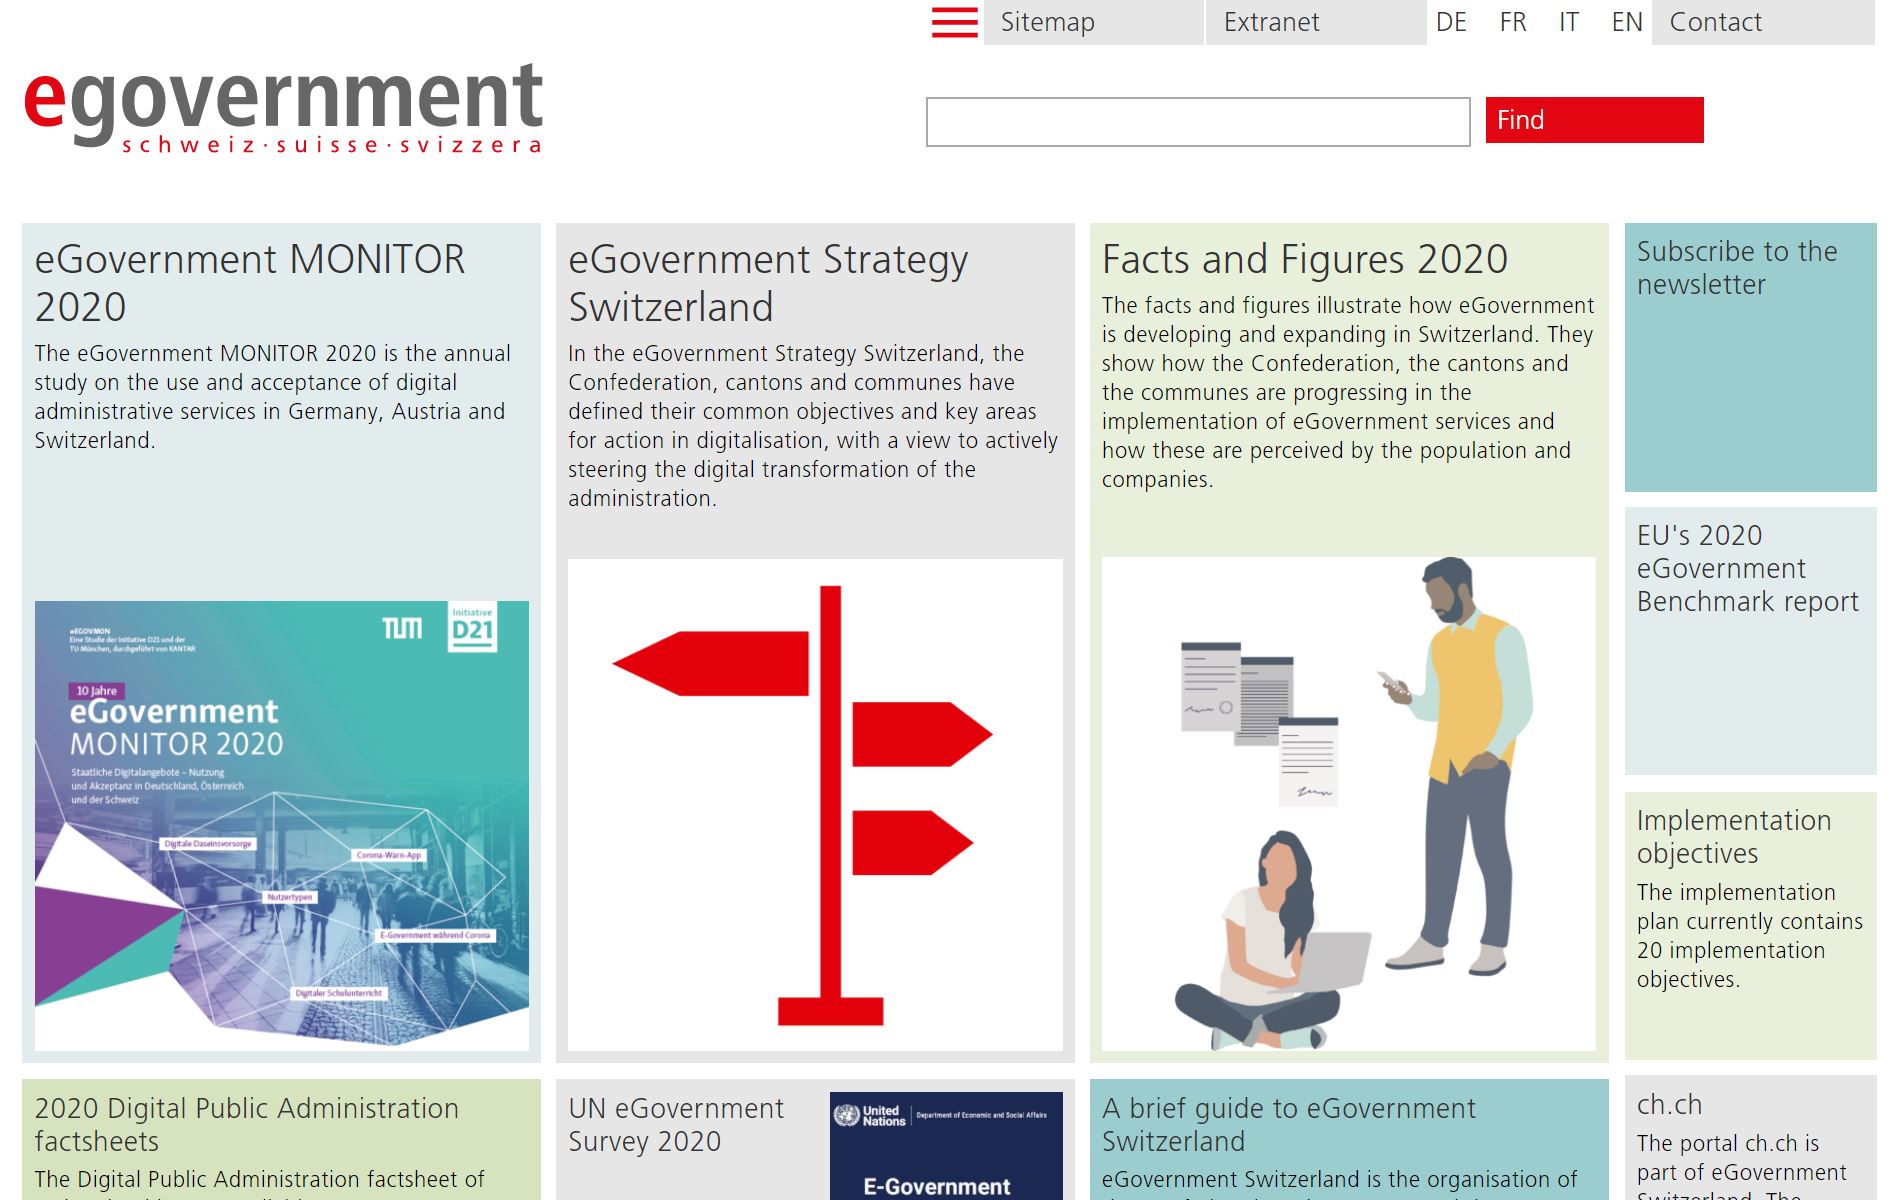 Sitemap
Extranet
DE FR IT EN
Contact
egovernment
schweiz·suisse·svizzera
Find
eGovernment MONITOR
2020
The eGovernment MONITOR 2020 is the annual
study on the use and acceptance of digital
administrative services in Germany, Austria and
Switzerland.
eGOVMON
Eine Studie der Initiative D21 und der
TU München, durchgeführt von KANTAR
TUM
Initiative
D21
10 Jahre
eGovernment
MONITOR 2020
Staatliche Digitalangebote – Nutzung
und Akzeptanz in Deutschland, Österreich
und der Schweiz
Digitale Daseinsvorsorge
Corona-Warn-App
Nutzertypen
E-Government während Corona
Digitaler Schulunterricht
eGovernment Strategy
Switzerland
In the eGovernment Strategy Switzerland, the
Confederation, cantons and communes have
defined their common objectives and key areas
for action in digitalisation, with a view to actively
steering the digital transformation of the
administration.
Facts and Figures 2020
The facts and figures illustrate how eGovernment
is developing and expanding in Switzerland. They
show how the Confederation, the cantons and
the communes are progressing in the
implementation of eGovernment services and
how these are perceived by the population and
companies.
Subscribe to the
newsletter
EU's 2020
eGovernment
Benchmark report
Implementation
objectives
The implementation
plan currently contains
20 implementation
objectives.
2020 Digital Public Administration
factsheets
The Digital Public Administration factsheet of
UN eGovernment
Survey 2020
United
Nations
Department of Economic and Social Affairs
E-Government
A brief guide to eGovernment
Switzerland
eGovernment Switzerland is the organisation of
ch.ch
The portal ch.ch is
part of eGovernment
Switzerland. The